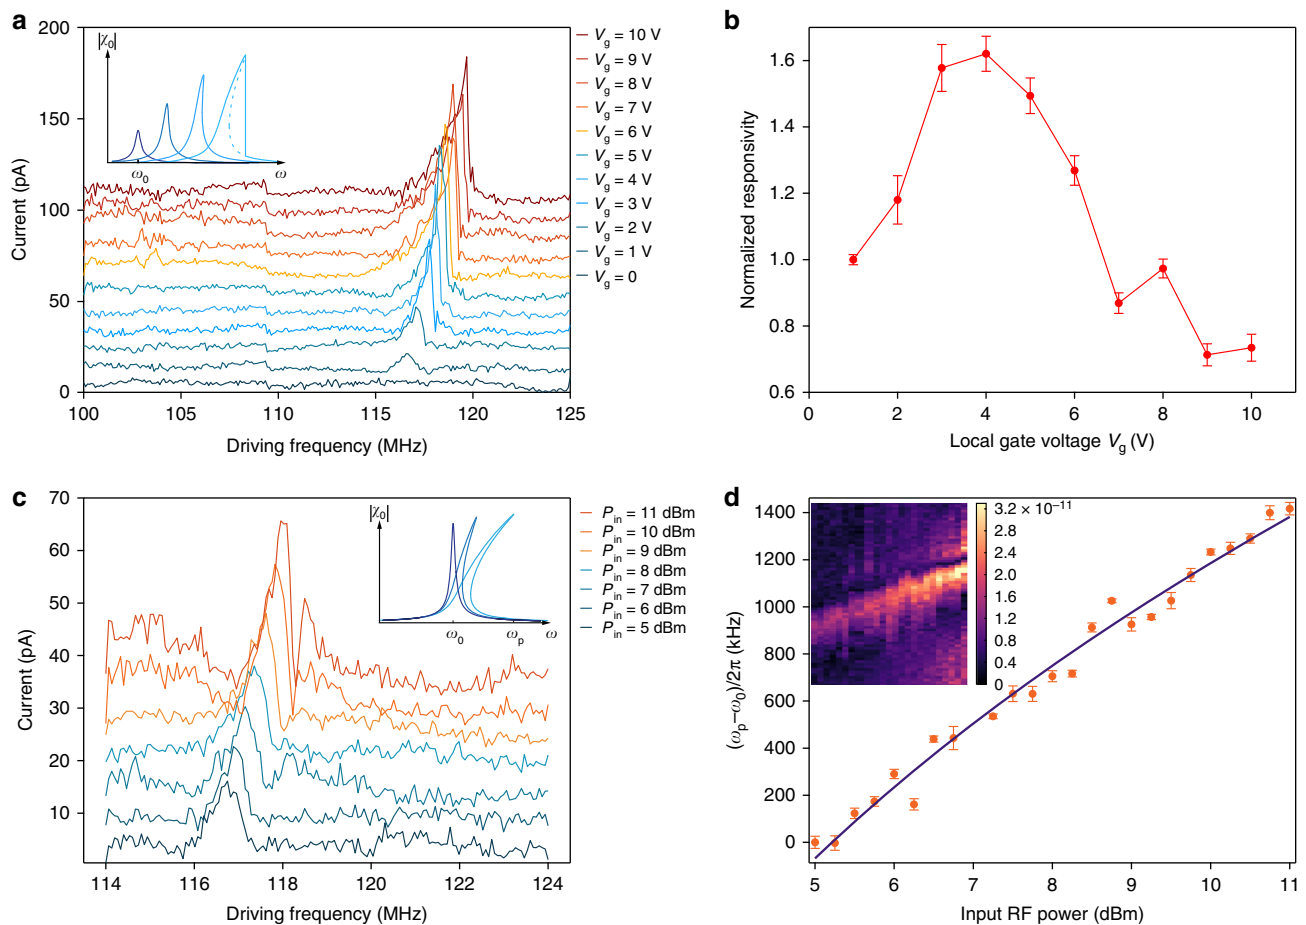 a
200
150
100
50
0
Current (pA)
100
105
110
115
120
125
Driving frequency (MHz)
|χ0|
ω0
ω
Vg = 10 V
Vg = 9 V
Vg = 8 V
Vg = 7 V
Vg = 6 V
Vg = 5 V
Vg = 4 V
Vg = 3 V
Vg = 2 V
Vg = 1 V
Vg = 0
b
1.6
1.4
1.2
1.0
0.8
0.6
Normalized responsivity
0
2
4
6
8
10
Local gate voltage Vg (V)
c
70
60
50
40
30
20
10
Current (pA)
114
116
118
120
122
124
Driving frequency (MHz)
|χ0|
ω0
ωp
ω
Pin = 11 dBm
Pin = 10 dBm
Pin = 9 dBm
Pin = 8 dBm
Pin = 7 dBm
Pin = 6 dBm
Pin = 5 dBm
d
1400
1200
1000
800
600
400
200
0
(ωp–ω0)/2π (kHz)
3.2 × 10⁻¹¹
2.8
2.4
2.0
1.6
1.2
0.8
0.4
0
5
6
7
8
9
10
11
Input RF power (dBm)